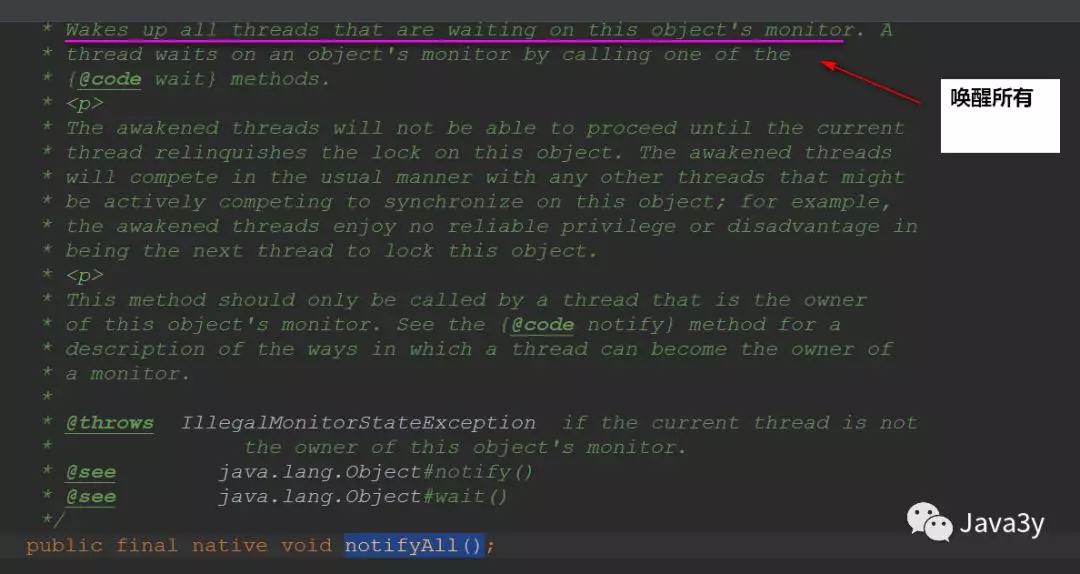 * Wakes up all threads that are waiting on this object's monitor. A
* thread waits on an object's monitor by calling one of the
* {@code wait} methods.
* <p>
* The awakened threads will not be able to proceed until the current
* thread relinquishes the lock on this object. The awakened threads
* will compete in the usual manner with any other threads that might
* be actively competing to synchronize on this object; for example,
* the awakened threads enjoy no reliable privilege or disadvantage in
* being the next thread to lock this object.
* <p>
* This method should only be called by a thread that is the owner
* of this object's monitor. See the {@code notify} method for a
* description of the ways in which a thread can become the owner of
* a monitor.
*
* @throws  IllegalMonitorStateException  if the current thread is not
*               the owner of this object's monitor.
* @see        java.lang.Object#notify()
* @see        java.lang.Object#wait()
*/
public final native void notifyAll();
唤醒所有
Java3y